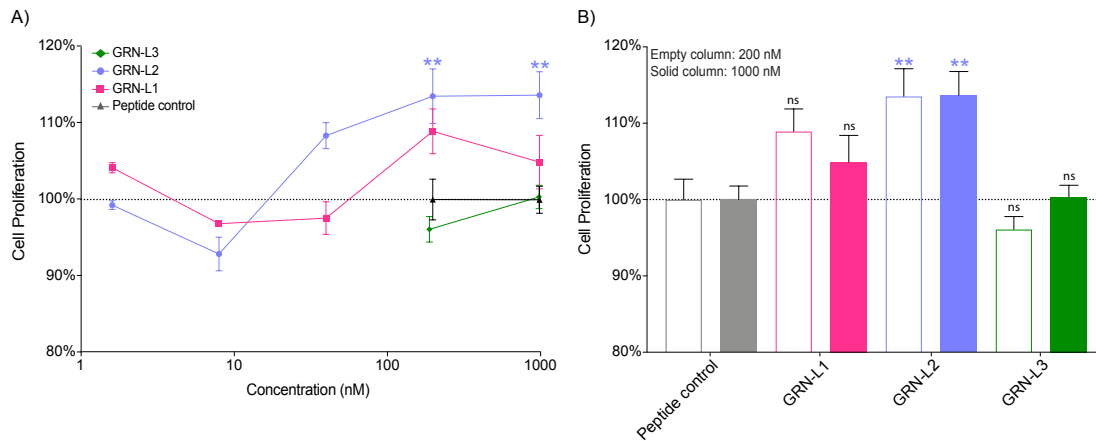 A)
120%
110%
100%
90%
80%
Cell Proliferation
GRN-L3
GRN-L2
GRN-L1
Peptide control
**
**
1
10
100
1000
Concentration (nM)
B)
120%
110%
100%
90%
80%
Cell Proliferation
Empty column: 200 nM
Solid column: 1000 nM
ns
ns
**
**
ns
ns
Peptide control
GRN-L1
GRN-L2
GRN-L3